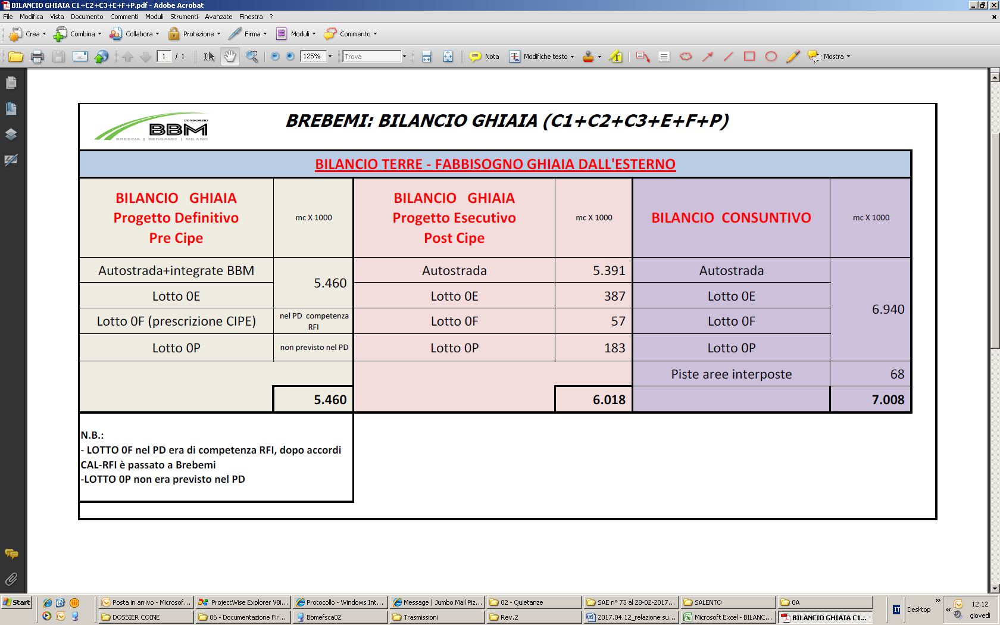 BILANCIO GHIAIA C1+C2+C3+E+F+P.pdf - Adobe Acrobat
File Modifica Vista Documento Commenti Moduli Strumenti Avanzate Finestra ?
Crea Combina Collabora Protezione Firma Moduli Commento
1 / 1 125% Trova Nota Modifiche testo Mostra
CONSORZIO
BBM
BRESCIA | BERGAMO | MILANO
BREBEMI: BILANCIO GHIAIA (C1+C2+C3+E+F+P)
BILANCIO TERRE - FABBISOGNO GHIAIA DALL'ESTERNO
BILANCIO GHIAIA
Progetto Definitivo
Pre Cipe
mc X 1000
BILANCIO GHIAIA
Progetto Esecutivo
Post Cipe
mc X 1000
BILANCIO CONSUNTIVO
mc X 1000
Autostrada+integrate BBM
5.460
Autostrada 5.391
Autostrada
6.940
Lotto 0E
Lotto 0E 387
Lotto 0E
Lotto 0F (prescrizione CIPE)
nel PD competenza
RFI
Lotto 0F 57
Lotto 0F
Lotto 0P
non previsto nel PD
Lotto 0P 183
Lotto 0P
Piste aree interposte 68
5.460
6.018
7.008
N.B.:
- LOTTO 0F nel PD era di competenza RFI, dopo accordi
CAL-RFI è passato a Brebemi
-LOTTO 0P non era previsto nel PD
Start
Posta in arrivo - Microsof...
ProjectWise Explorer V8i...
Protocollo - Windows Int...
Message | Jumbo Mail Piz...
02 - Quietanze
SAE n° 73 al 28-02-2017...
SALENTO
0A
DOSSIER COINE
06 - Documentazione Fir...
Bbmefsca02
Trasmissioni
Rev.2
2017.04.12_relazione su...
Microsoft Excel - BILANC...
BILANCIO GHIAIA C1...
IT
Desktop
12.12
giovedì